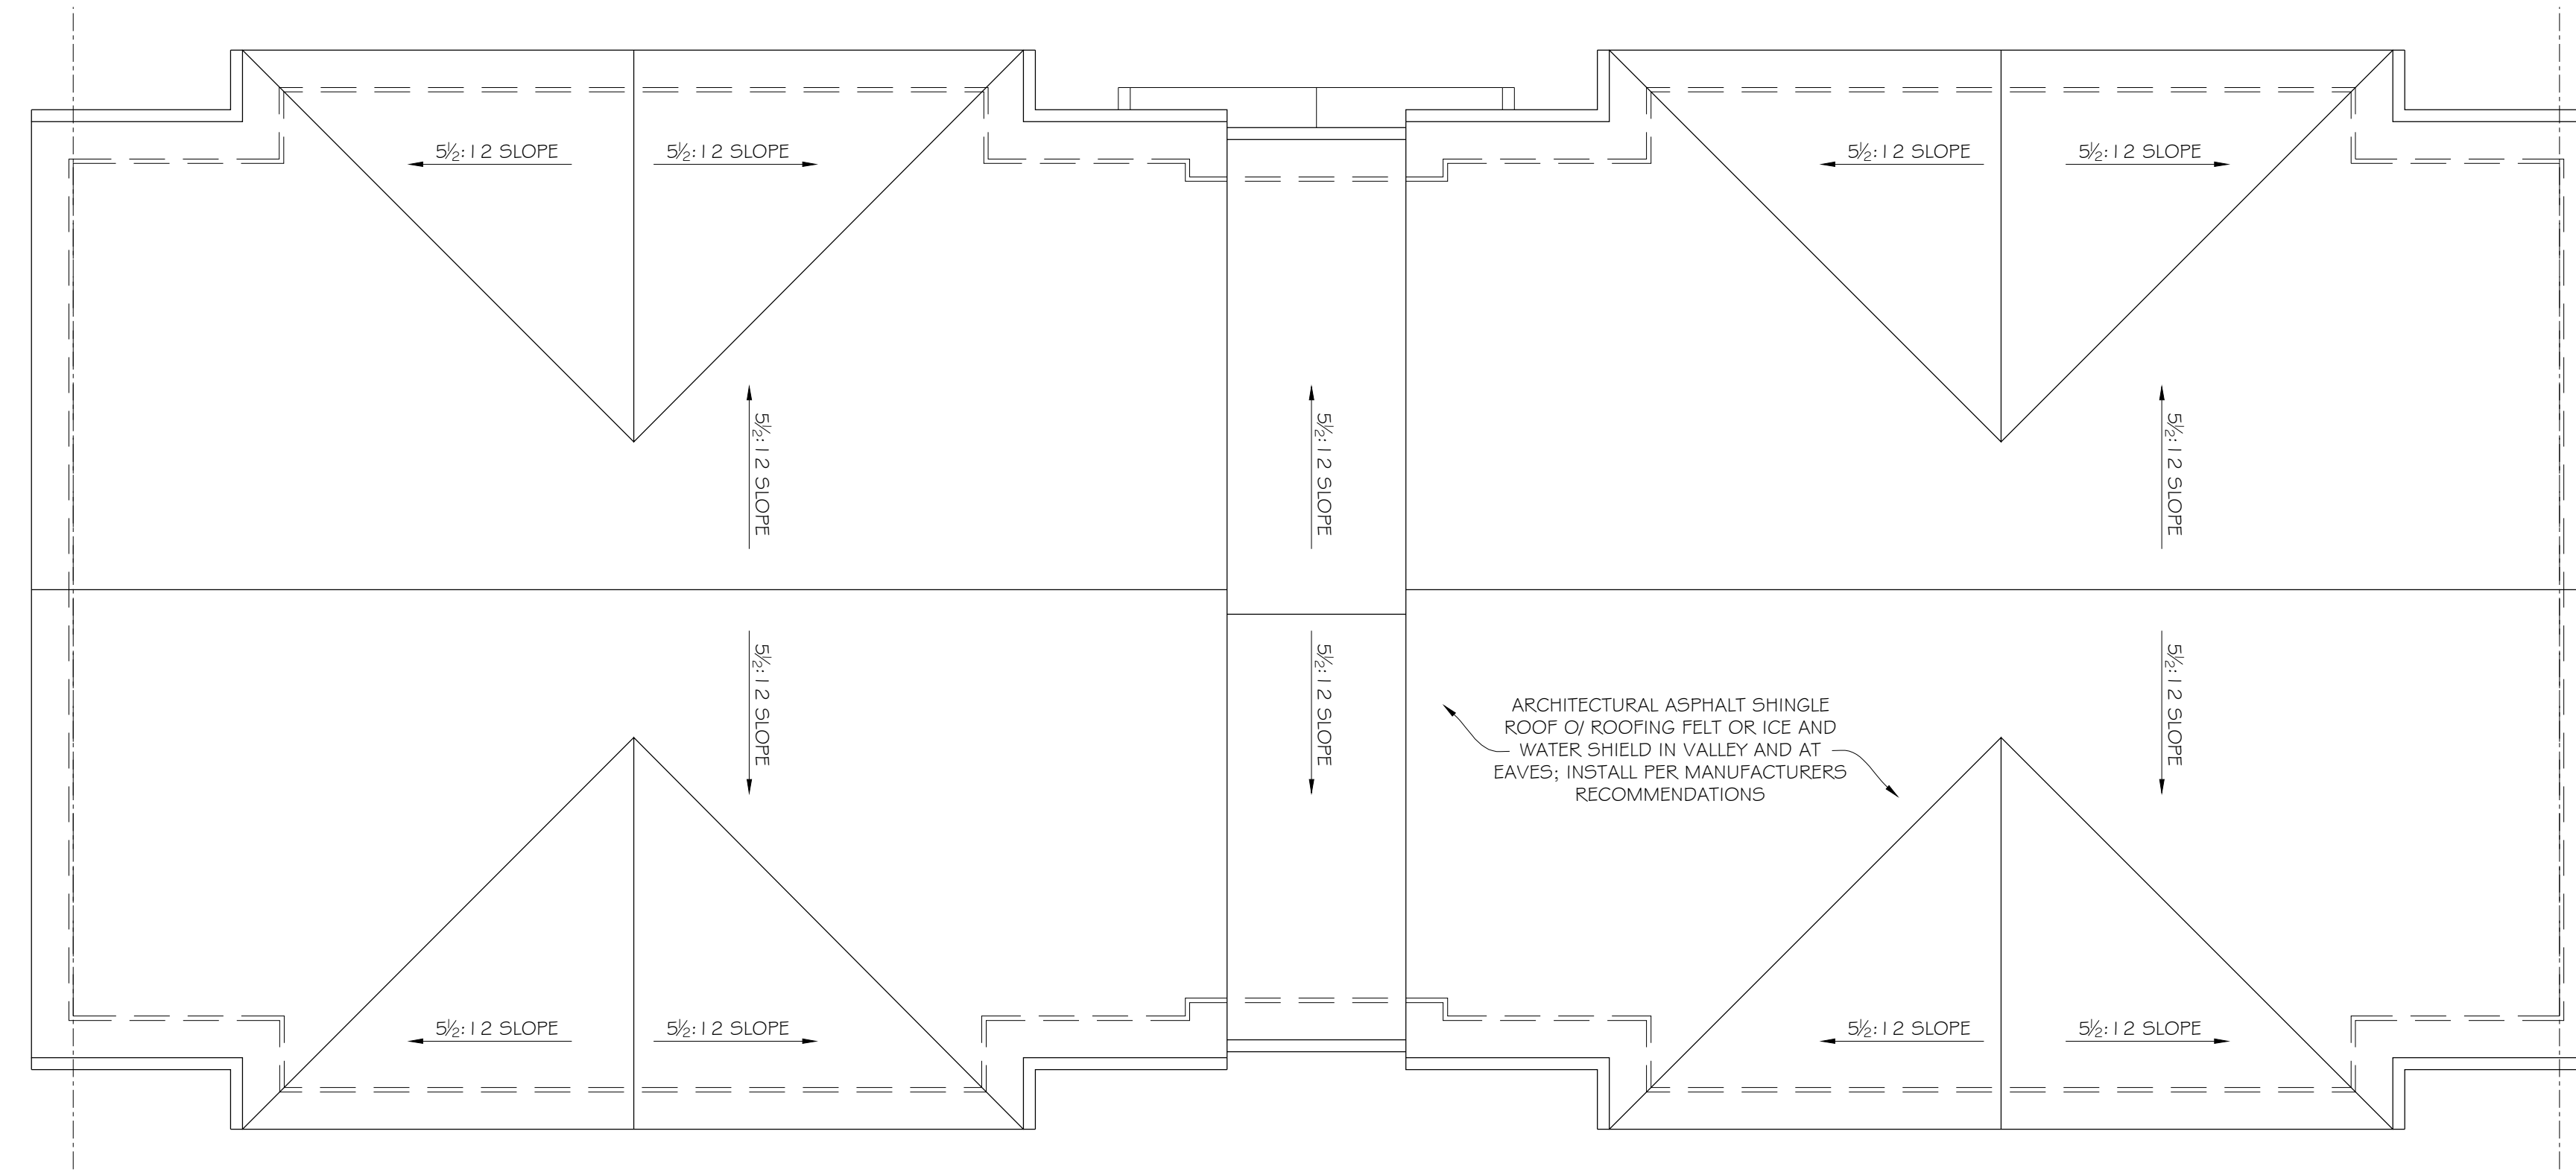 5½:12 SLOPE
5½:12 SLOPE
5½:12 SLOPE
5½:12 SLOPE
5½:12 SLOPE
5½:12 SLOPE
5½:12 SLOPE
5½:12 SLOPE
5½:12 SLOPE
5½:12 SLOPE
ARCHITECTURAL ASPHALT SHINGLE
ROOF O/ ROOFING FELT OR ICE AND
WATER SHIELD IN VALLEY AND AT
EAVES; INSTALL PER MANUFACTURERS
RECOMMENDATIONS
5½:12 SLOPE
5½:12 SLOPE
5½:12 SLOPE
5½:12 SLOPE